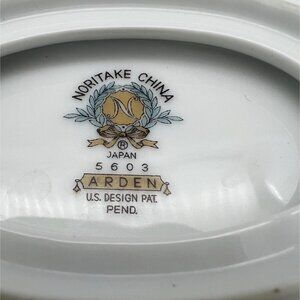 NORITAKE CHINA
N
®
JAPAN
5603
ARDEN
U.S. DESIGN PAT.
PEND.